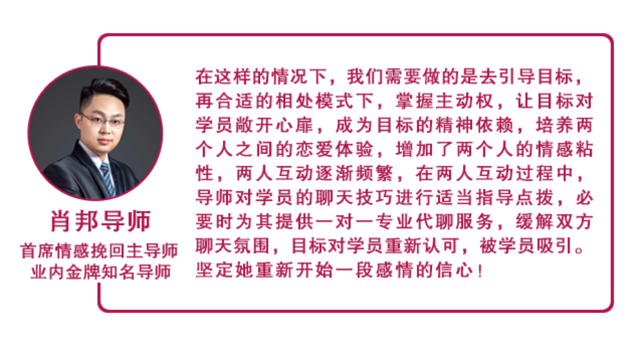 在这样的情况下，我们需要做的是去引导目标，
再合适的相处模式下，掌握主动权，让目标对
学员敞开心扉，成为目标的精神依赖，培养两
个人之间的恋爱体验，增加了两个人的情感粘
性，两人互动逐渐频繁，在两人互动过程中，
导师对学员的聊天技巧进行适当指导点拨，必
要时为其提供一对一专业代聊服务，缓解双方
聊天氛围，目标对学员重新认可，被学员吸引。
坚定她重新开始一段感情的信心！
肖邦导师
首席情感挽回主导师
业内金牌知名导师